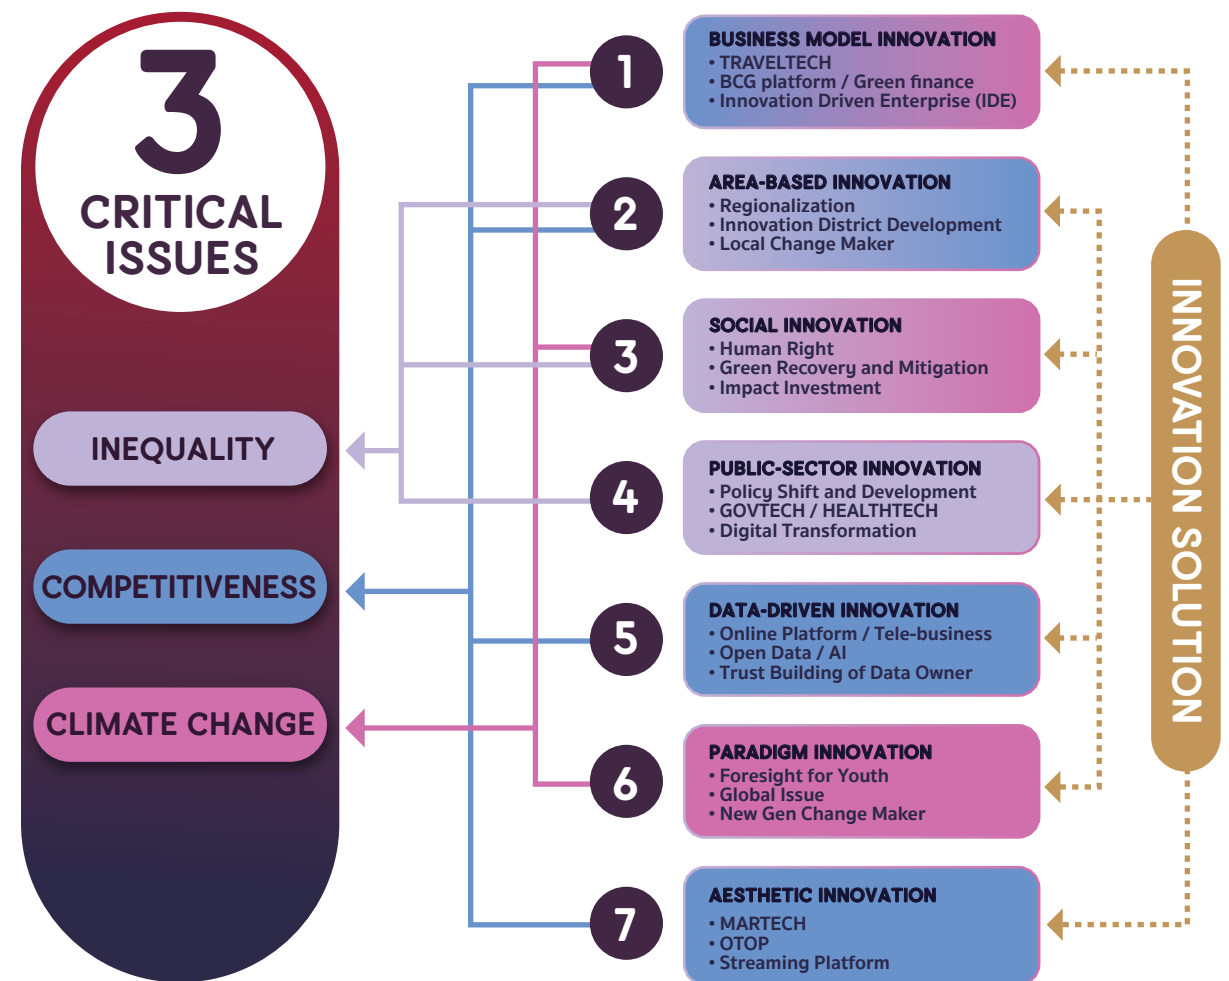 3
CRITICAL
ISSUES
INEQUALITY
COMPETITIVENESS
CLIMATE CHANGE
1
BUSINESS MODEL INNOVATION
• TRAVELTECH
• BCG platform / Green finance
• Innovation Driven Enterprise (IDE)
2
AREA-BASED INNOVATION
• Regionalization
• Innovation District Development
• Local Change Maker
3
SOCIAL INNOVATION
• Human Right
• Green Recovery and Mitigation
• Impact Investment
4
PUBLIC-SECTOR INNOVATION
• Policy Shift and Development
• GOVTECH / HEALTHTECH
• Digital Transformation
5
DATA-DRIVEN INNOVATION
• Online Platform / Tele-business
• Open Data / AI
• Trust Building of Data Owner
6
PARADIGM INNOVATION
• Foresight for Youth
• Global Issue
• New Gen Change Maker
7
AESTHETIC INNOVATION
• MARTECH
• OTOP
• Streaming Platform
INNOVATION SOLUTION